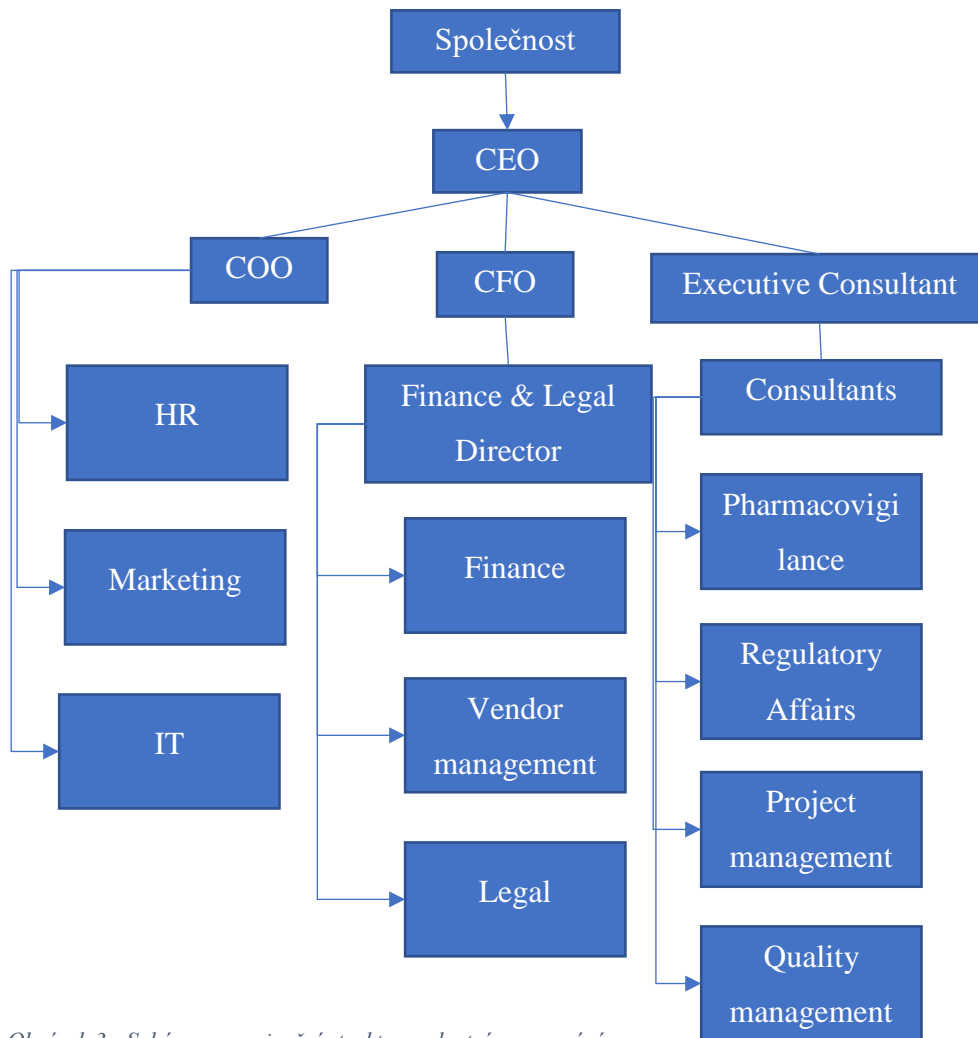 Společnost
CEO
COO
CFO
Executive Consultant
HR
Marketing
IT
Finance & Legal
Director
Finance
Vendor
management
Legal
Consultants
Pharmacovigi
lance
Regulatory
Affairs
Project
management
Quality
management